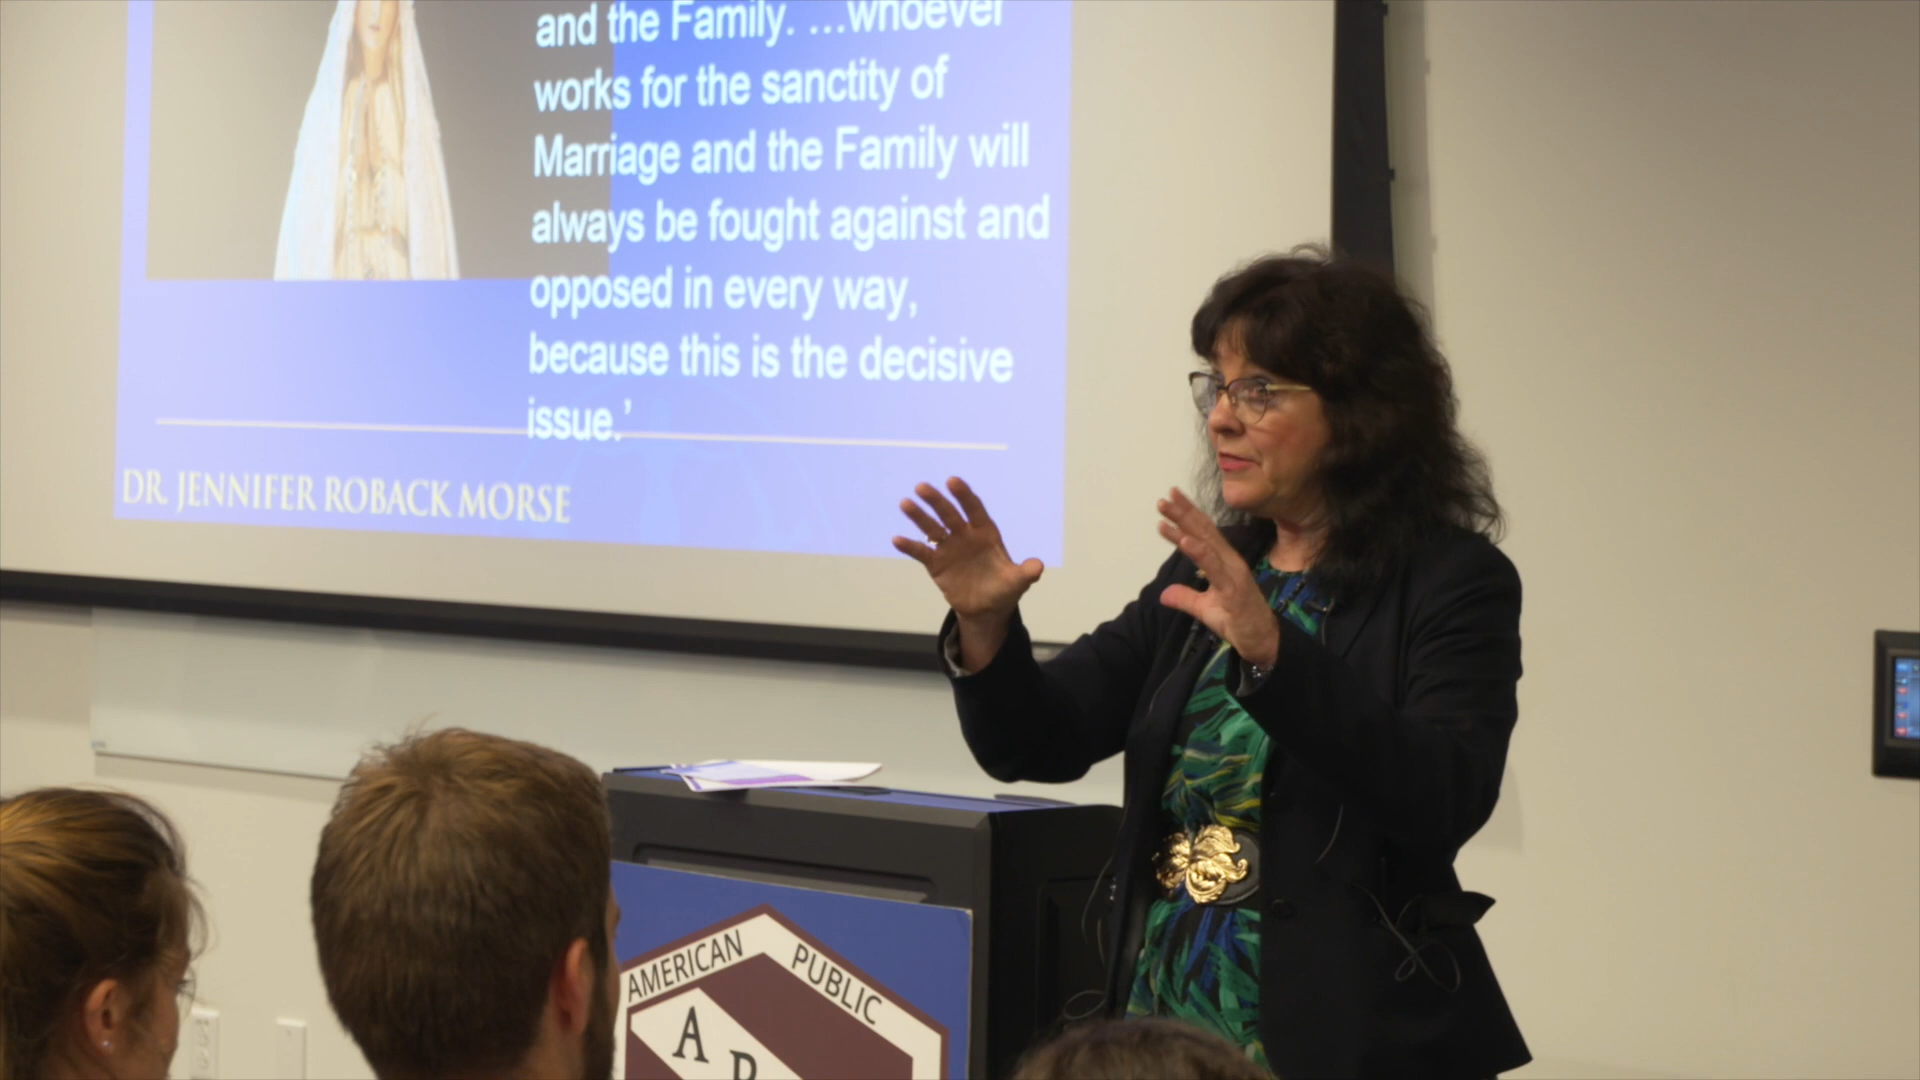 and the Family. ...whoever
works for the sanctity of
Marriage and the Family will
always be fought against and
opposed in every way,
because this is the decisive
issue.'
DR. JENNIFER ROBACK MORSE
AMERICAN PUBLIC
A P